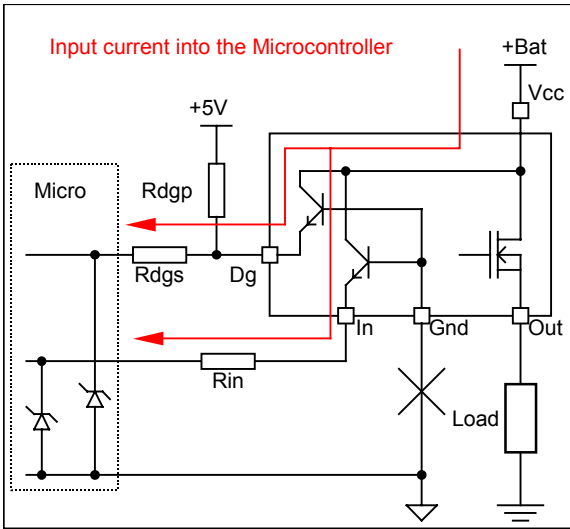 Input current into the Microcontroller
+Bat
Vcc
+5V
Micro
Rdgp
Rdgs
Dg
In
Gnd
Out
Rin
Load